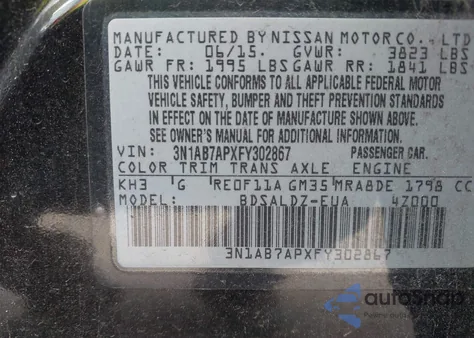 MANUFACTURED BY NISSAN MOTOR CO., LTD
DATE: 06/15 GVWR: 3823 LBS
GAWR FR: 1995 LBS GAWR RR: 1841 LBS
THIS VEHICLE CONFORMS TO ALL APPLICABLE FEDERAL MOTOR
VEHICLE SAFETY, BUMPER AND THEFT PREVENTION STANDARDS
IN EFFECT ON THE DATE OF MANUFACTURE SHOWN ABOVE.
SEE OWNER'S MANUAL FOR ADDITIONAL INFORMATION.
VIN: 3N1AB7APXFY302867 PASSENGER CAR.
COLOR TRIM TRANS AXLE ENGINE
KH3 G RE0F11A GM35 MRA8DE 1798 CC
MODEL: BDSALDZ-EUA 47000
3N1AB7APXFY302867
autoSnap